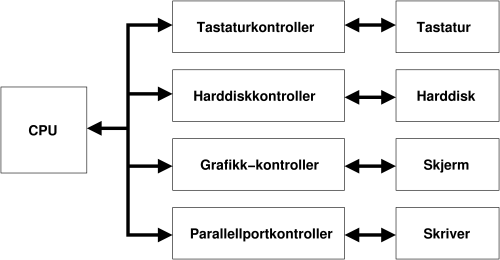 Tastaturkontroller
Tastatur
Harddiskkontroller
Harddisk
CPU
Grafikk−kontroller
Skjerm
Parallellportkontroller
Skriver